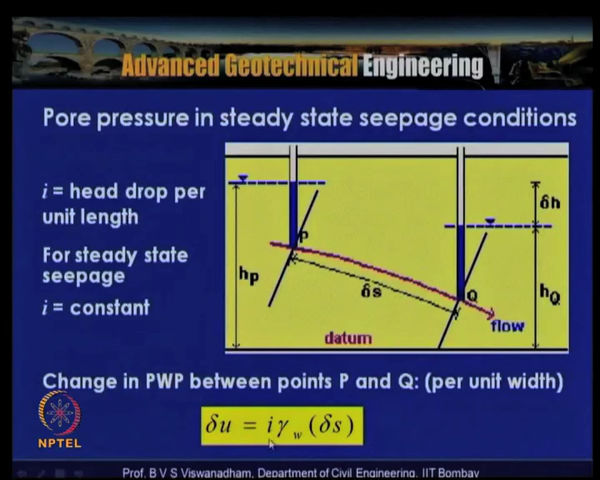 Advanced Geotechnical Engineering
Pore pressure in steady state seepage conditions
i = head drop per
unit length
For steady state
seepage
i = constant
P
Q
hP
δs
δh
hQ
flow
datum
Change in PWP between points P and Q: (per unit width)
δu = iγw(δs)
NPTEL
Prof. B V S Viswanadham, Department of Civil Engineering, IIT Bombay